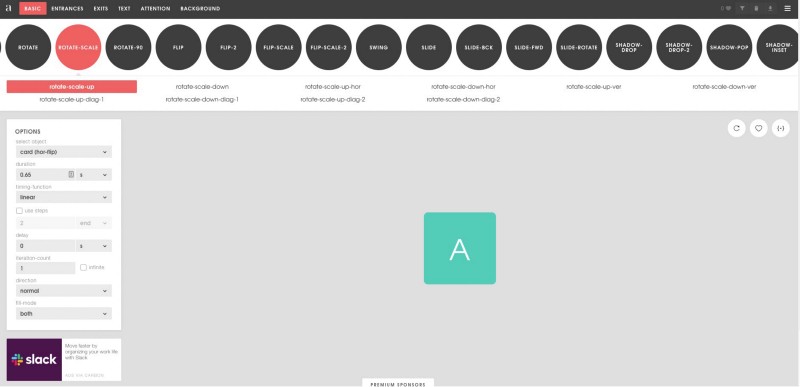 a BASIC ENTRANCES EXITS TEXT ATTENTION BACKGROUND
ROTATE ROTATE-SCALE ROTATE-90 FLIP FLIP-2 FLIP-SCALE FLIP-SCALE-2 SWING SLIDE SLIDE-BCK SLIDE-FWD SLIDE-ROTATE SHADOW-DROP SHADOW-DROP-2 SHADOW-POP SHADOW-INSET
rotate-scale-up rotate-scale-down rotate-scale-up-hor rotate-scale-down-hor rotate-scale-up-ver rotate-scale-down-ver
rotate-scale-up-diag-1 rotate-scale-down-diag-1 rotate-scale-up-diag-2 rotate-scale-down-diag-2
OPTIONS
select object
card (hor-flip)
duration
0.65 s
timing-function
linear
use steps
2 end
delay
0 s
iteration-count
1 infinite
direction
normal
fill-mode
both
A
slack
Move faster by
organizing your work life
with Slack
ADS VIA CARBON
PREMIUM SPONSORS